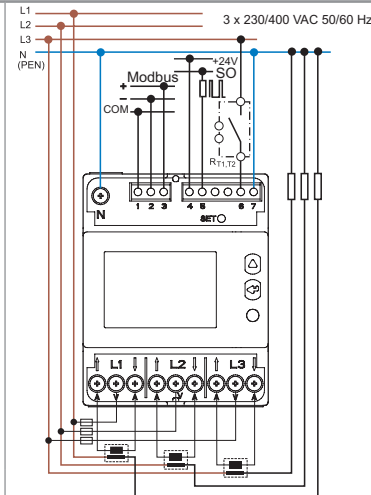 L1
L2
L3
N
(PEN)
3 x 230/400 VAC 50/60 Hz
+24V
SO
Modbus
+
−
COM
RT1,T2
N
1 2 3 4 5 6 7
SET
L1 L2 L3
A V A A V A A V A